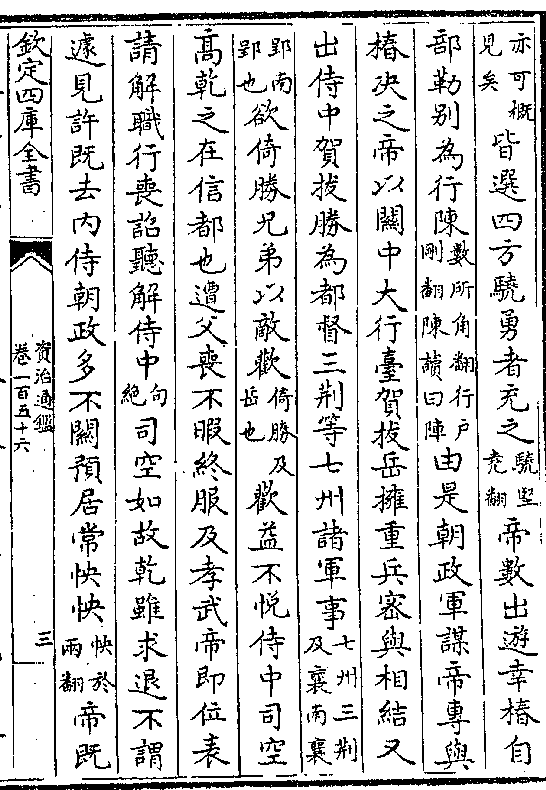 亦可概見矣皆選四方驍勇者充之驍堅堯翻帝數出遊幸椿自
部勒别為行陳數所角翻行户剛翻陳讀曰陣由是朝政軍謀帝專與
椿决之帝以關中大行臺賀拔岳擁重兵密與相結又
出侍中賀拔勝為都督三荆等七州諸軍事七州三荆及襄南襄
郢南郢也欲倚勝兄弟以敵歡倚勝及岳也歡益不悦侍中司空
高乾之在信都也遭父喪不暇終服及孝武帝即位表
請解職行喪詔聽解侍中句絶司空如故乾雖求退不謂
遽見許既去内侍朝政多不關預居常怏怏怏於兩翻帝既
欽定四庫全書
資治通鑑
卷一百五十六
三